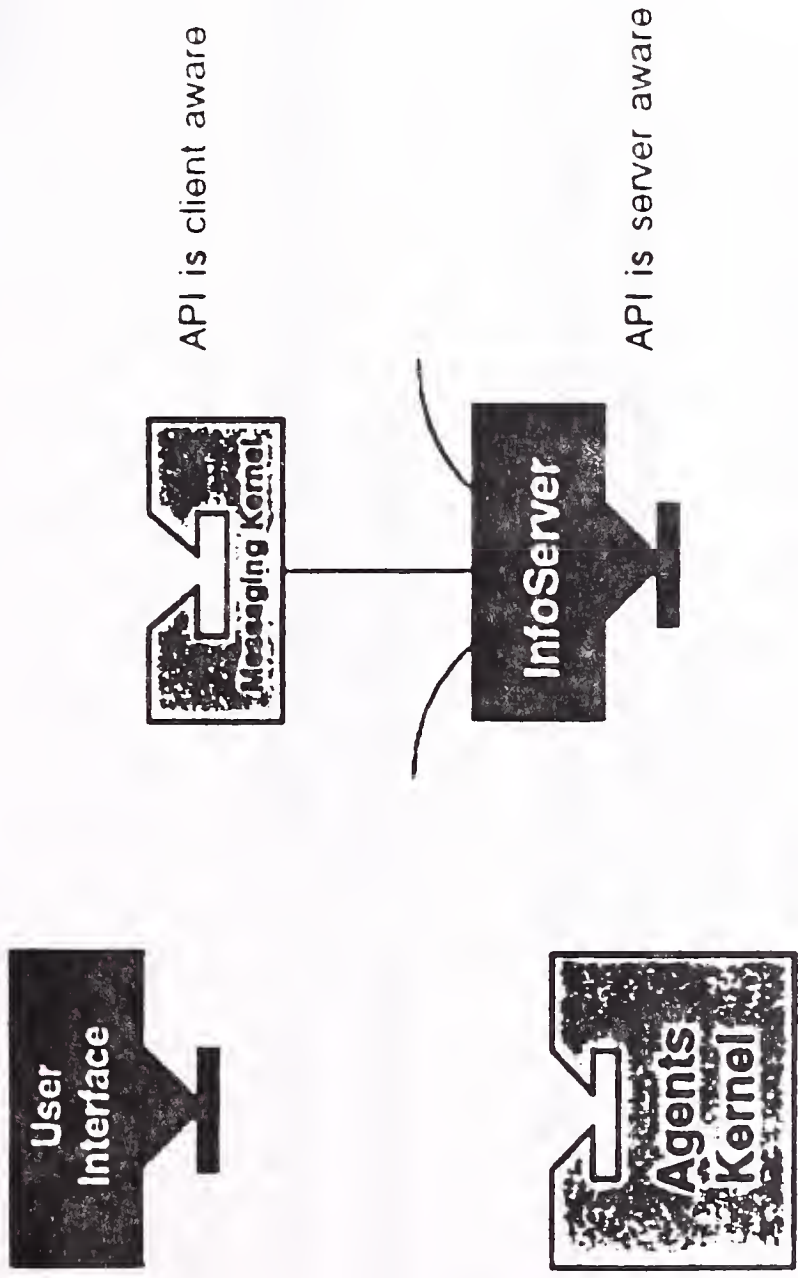 User
Interface
Messaging Kernel
API is client aware
Agents
Kernel
InfoServer
API is server aware